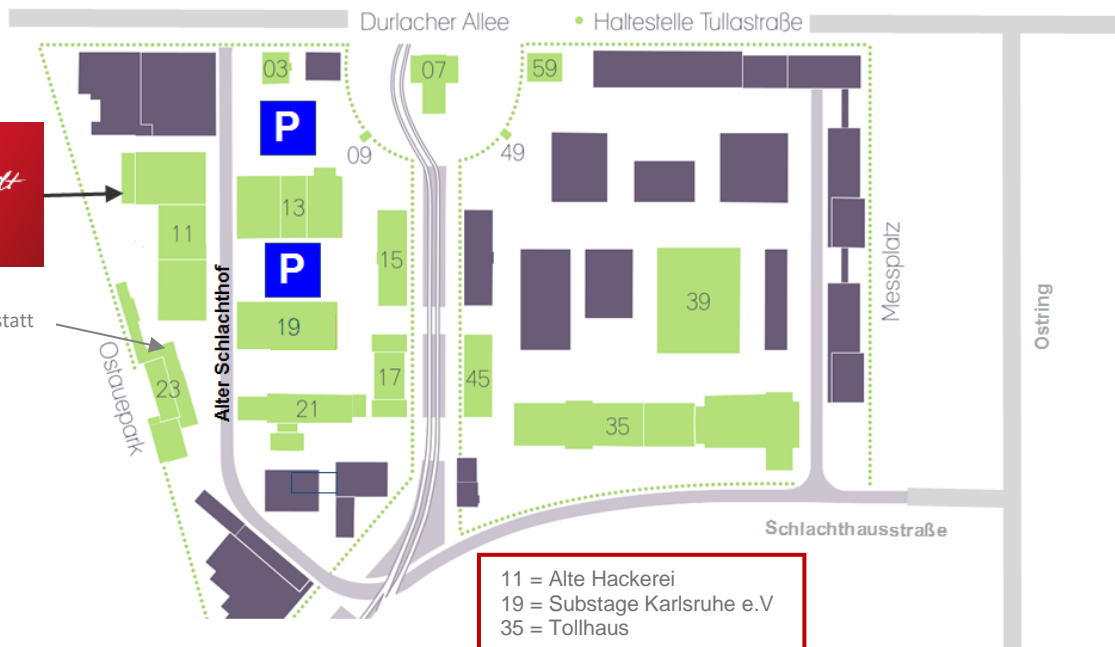 Durlacher Allee
Haltestelle Tullastraße
03
07
59
P
09
49
13
11
15
P
39
19
Alter Schlachthof
Messplatz
Ostring
statt
Ostauepark
23
17
45
21
35
Schlachthausstraße
11 = Alte Hackerei
19 = Substage Karlsruhe e.V
35 = Tollhaus